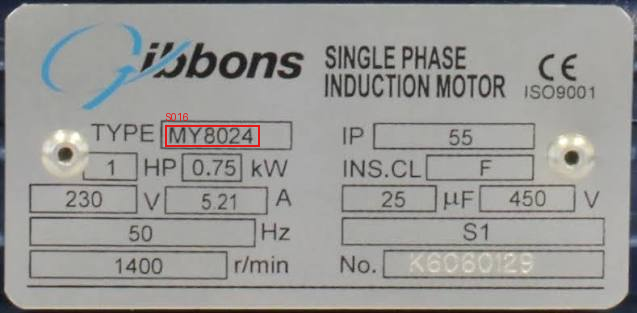 Gibbons
SINGLE PHASE
INDUCTION MOTOR
CE
ISO9001
S016
TYPE MY8024 IP 55
1 HP 0.75 kW INS.CL F
230 V 5.21 A 25 µF 450 V
50 Hz S1
1400 r/min No. K6060129